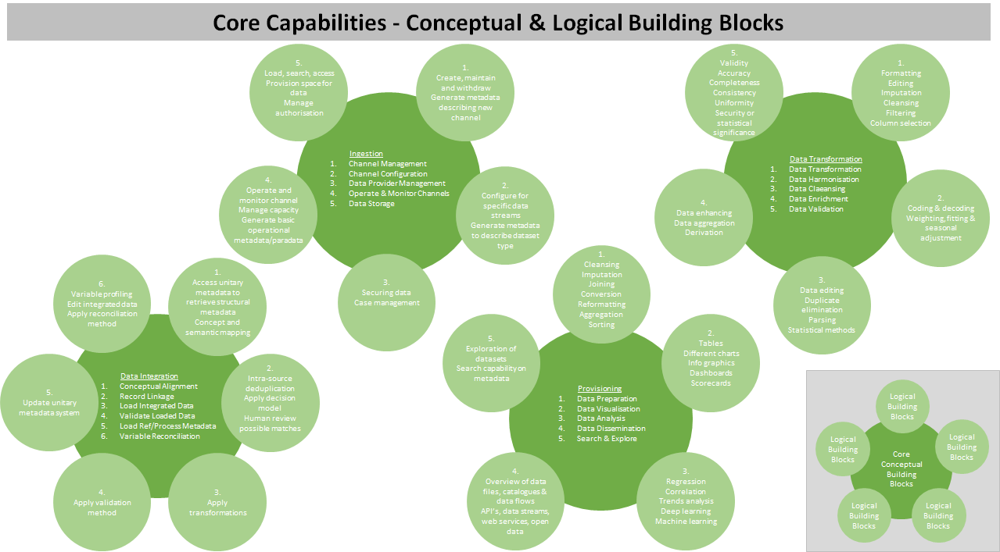 Core Capabilities - Conceptual & Logical Building Blocks
5.
Load, search, access
Provision space for
data
Manage
authorisation
1.
Create, maintain
and withdraw
Generate metadata
describing new
channel
Ingestion
1. Channel Management
2. Channel Configuration
3. Data Provider Management
4. Operate & Monitor Channels
5. Data Storage
4.
Operate and
monitor channel
Manage capacity
Generate basic
operational
metadata/paradata
2.
Configure for
specific data
streams
Generate metadata
to describe dataset
type
3.
Securing data
Case management
5.
Validity
Accuracy
Completeness
Consistency
Uniformity
Security or
statistical
significance
1.
Formatting
Editing
Imputation
Cleansing
Filtering
Column selection
Data Transformation
1. Data Transformation
2. Data Harmonisation
3. Data Claeansing
4. Data Enrichment
5. Data Validation
4.
Data enhancing
Data aggregation
Derivation
2.
Coding & decoding
Weighting, fitting &
seasonal
adjustment
3.
Data editing
Duplicate
elimination
Parsing
Statistical methods
6.
Variable profiling
Edit integrated data
Apply reconciliation
method
1.
Access unitary
metadata to
retrieve structural
metadata
Concept and
semantic mapping
Data Integration
1. Conceptual Alignment
2. Record Linkage
3. Load Integrated Data
4. Validate Loaded Data
5. Load Ref/Process Metadata
6. Variable Reconciliation
5.
Update unitary
metadata system
2.
Intra-source
deduplication
Apply decision
model
Human review
possible matches
4.
Apply validation
method
3.
Apply
transformations
1.
Cleansing
Imputation
Joining
Conversion
Reformatting
Aggregation
Sorting
5.
Exploration of
datasets
Search capability on
metadata
2.
Tables
Different charts
Info graphics
Dashboards
Scorecards
Provisioning
1. Data Preparation
2. Data Visualisation
3. Data Analysis
4. Data Dissemination
5. Search & Explore
4.
Overview of data
files, catalogues &
data flows
API's, data streams,
web services, open
data
3.
Regression
Correlation
Trends analysis
Deep learning
Machine learning
Logical
Building
Blocks
Logical
Building
Blocks
Logical
Building
Blocks
Core
Conceptual
Building
Blocks
Logical
Building
Blocks
Logical
Building
Blocks